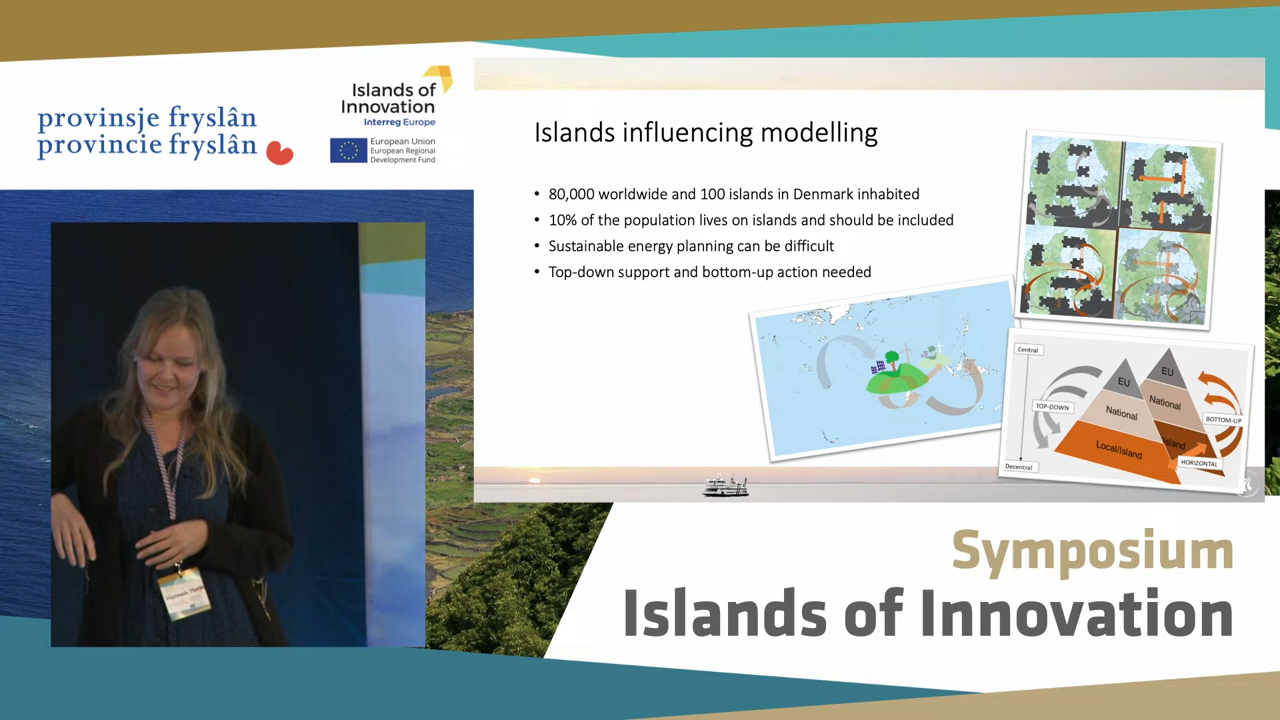 provinsje fryslân
provincie fryslân
Islands of
Innovation
Interreg Europe
European Union
European Regional
Development Fund
Islands influencing modelling
• 80,000 worldwide and 100 islands in Denmark inhabited
• 10% of the population lives on islands and should be included
• Sustainable energy planning can be difficult
• Top-down support and bottom-up action needed
Central
EU
EU
National
National
TOP-DOWN
BOTTOM-UP
Local/Island
Island
HORIZONTAL
Decentral
Hannah
Symposium
Islands of Innovation